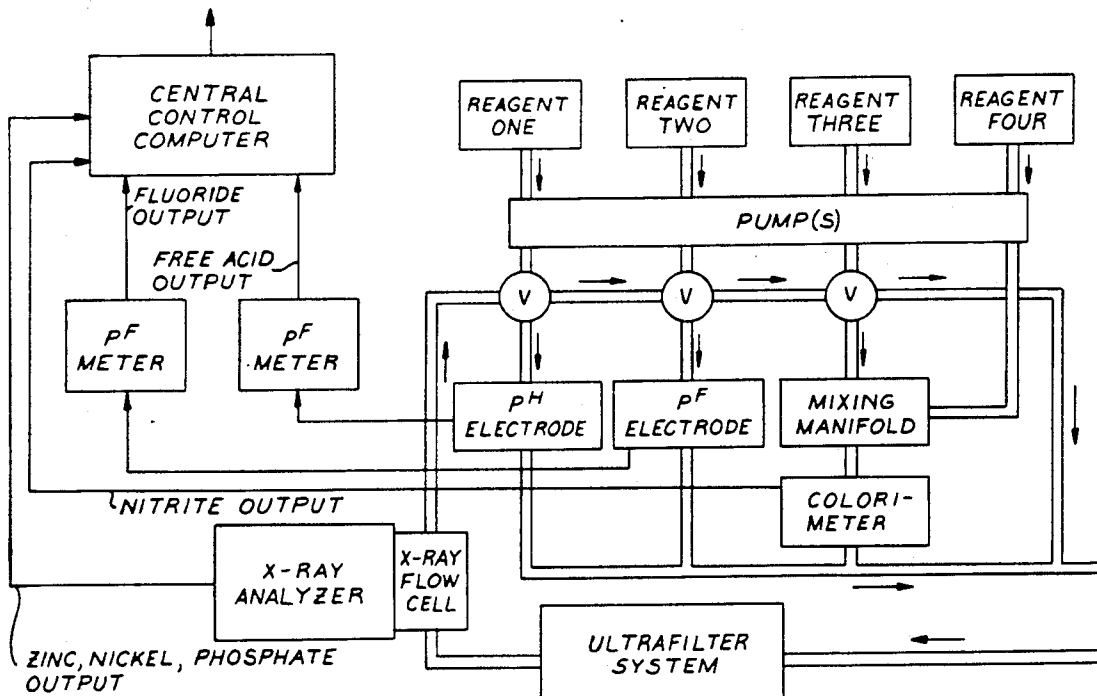 CENTRAL
CONTROL
COMPUTER
REAGENT
ONE
REAGENT
TWO
REAGENT
THREE
REAGENT
FOUR
FLUORIDE
OUTPUT
PUMP(S)
FREE ACID
OUTPUT
V
V
V
PF
METER
PF
METER
PH
ELECTRODE
PF
ELECTRODE
MIXING
MANIFOLD
NITRITE OUTPUT
COLORI-
METER
X-RAY
ANALYZER
X-RAY
FLOW
CELL
ULTRAFILTER
SYSTEM
ZINC, NICKEL, PHOSPHATE
OUTPUT